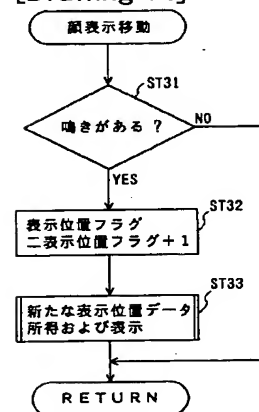 顔表示移動
ST31
鳴きがある ?
NO
YES
ST32
表示位置フラグ
二表示位置フラグ+1
ST33
新たな表示位置データ
所得および表示
RETURN